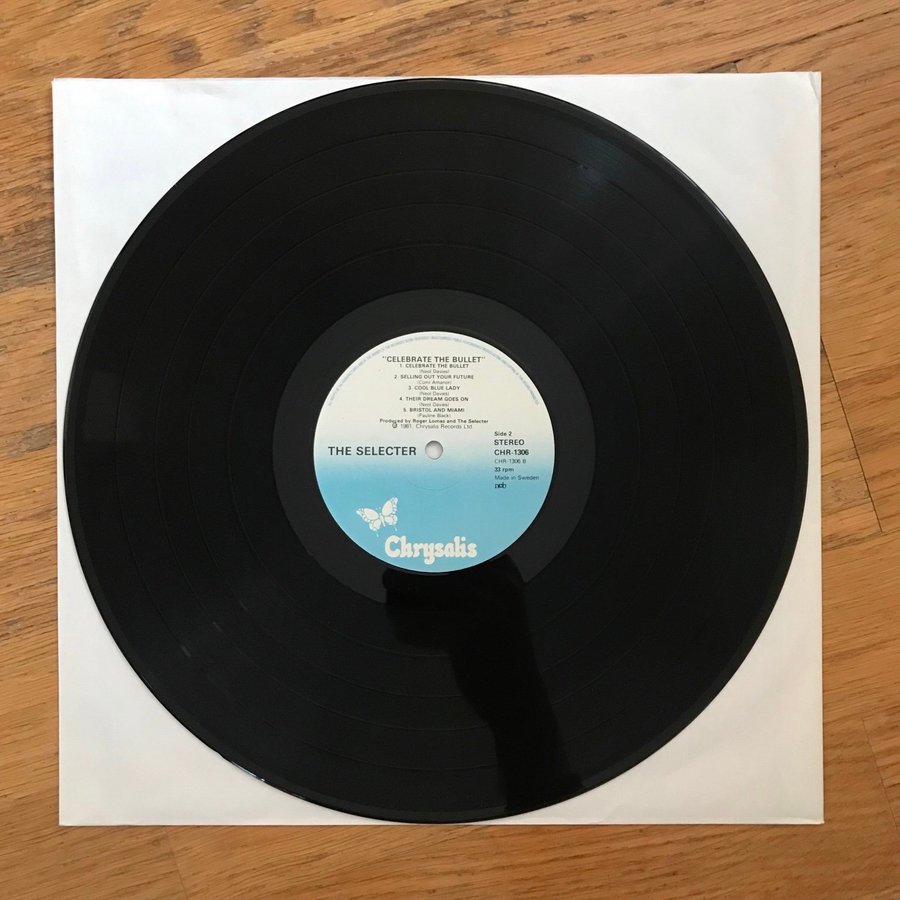 "CELEBRATE THE BULLET"
1. CELEBRATE THE BULLET
(Neol Davies)
2. SELLING OUT YOUR FUTURE
(Comi Amanor)
3. COOL BLUE LADY
(Neol Davies)
4. THEIR DREAM GOES ON
(Neol Davies)
5. BRISTOL AND MIAMI
(Pauline Black)
Produced by Roger Lomas and The Selecter
℗ 1981. Chrysalis Records Ltd.
THE SELECTER
Side 2
STEREO
CHR-1306
CHR-1306 B
33 rpm
Made in Sweden
ncb
Chrysalis